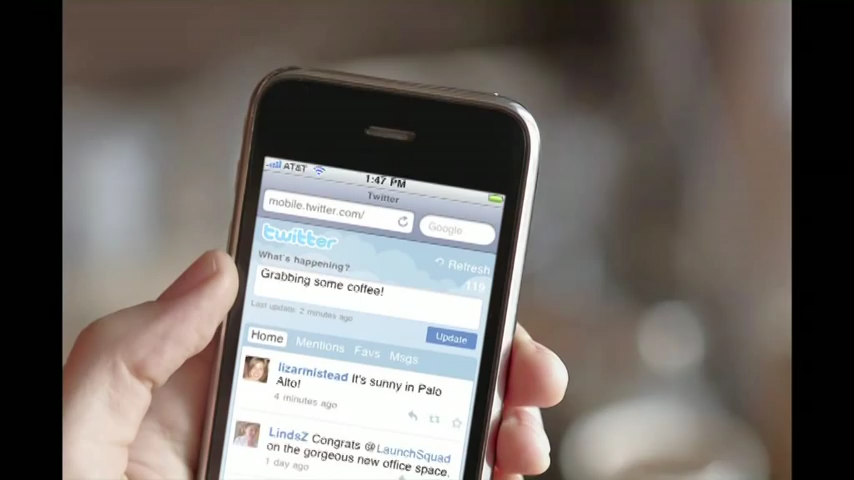 AT&T 1:47 PM
Twitter
mobile.twitter.com/ Google
twitter
Refresh
What's happening? 119
Grabbing some coffee!
Last update: 2 minutes ago
Update
Home Mentions Favs Msgs
lizarmistead It's sunny in Palo
Alto!
4 minutes ago
LindsZ Congrats @LaunchSquad
on the gorgeous new office space,
1 day ago